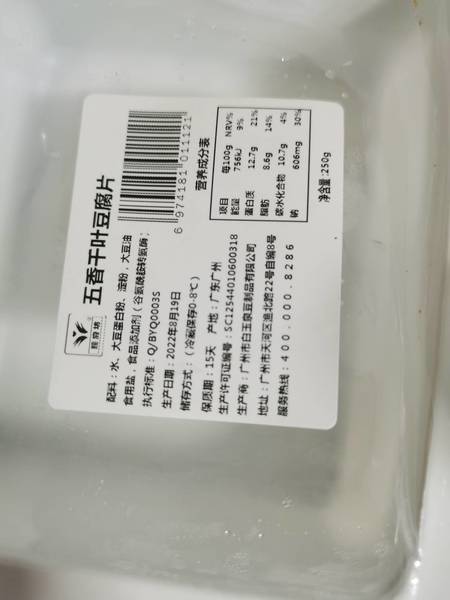 五香千叶豆腐片
配料：水、大豆蛋白粉、淀粉，大豆油
食用盐，食品添加剂（谷氨酰胺转氨酶；
执行标准：Q/BYQ0003S
生产日期：2022年8月19日
储存方式：（冷藏保存0-8℃）
保质期：15天 产地：广东广州
生产许可证编号：SC12544010600318
生产商：广州市白玉泉豆制品有限公司
地址：广州市天河区渔北路22号自编8号
服务热线：400.000.8286
6 974181 011121
营养成分表
项目 每100g NRV%
能量 756kJ 9%
蛋白质 12.7g 21%
脂肪 8.6g 14%
碳水化合物 10.7g 4%
钠 606mg 30%
净含量:250g